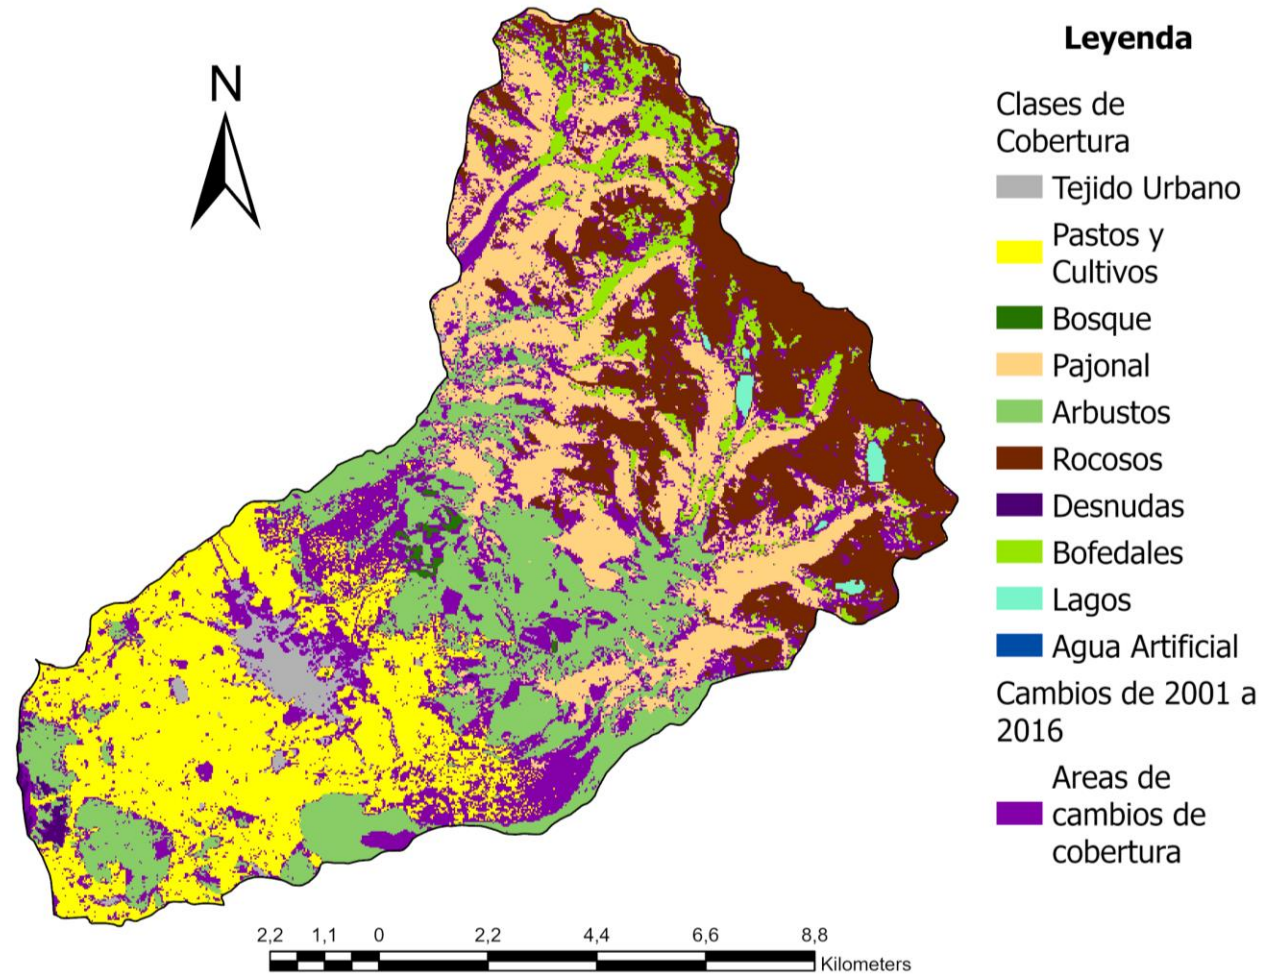 N
Leyenda
Clases de
Cobertura
Tejido Urbano
Pastos y
Cultivos
Bosque
Pajonal
Arbustos
Rocosos
Desnudas
Bofedales
Lagos
Agua Artificial
Cambios de 2001 a
2016
Areas de
cambios de
cobertura
2,2 1,1 0 2,2 4,4 6,6 8,8
Kilometers